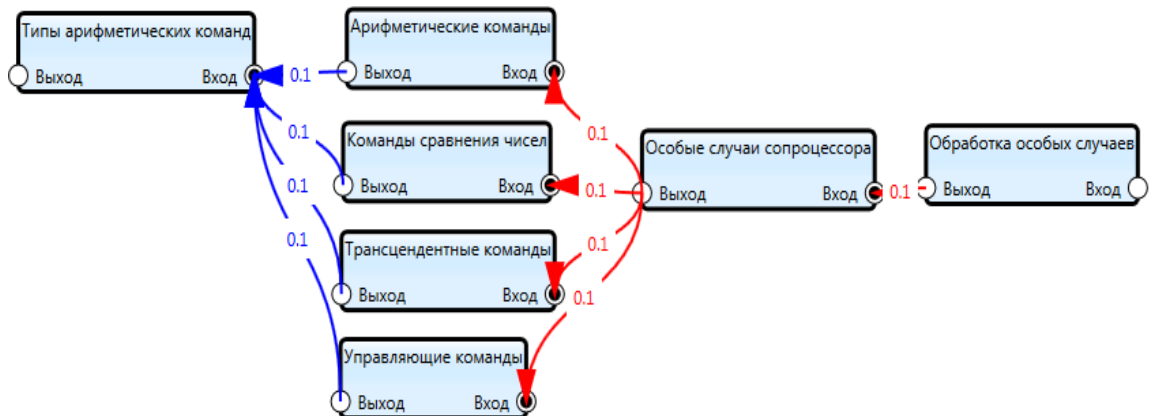 Типы арифметических команд
Выход Вход
Арифметические команды
Выход Вход
Команды сравнения чисел
Выход Вход
Трансцендентные команды
Выход Вход
Управляющие команды
Выход Вход
Особые случаи сопроцессора
Выход Вход
Обработка особых случаев
Выход Вход
0.1
0.1
0.1
0.1
0.1
0.1
0.1
0.1
0.1